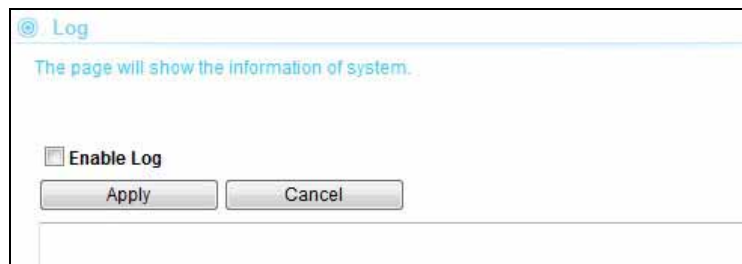 Log
The page will show the information of system.
Enable Log
Apply Cancel